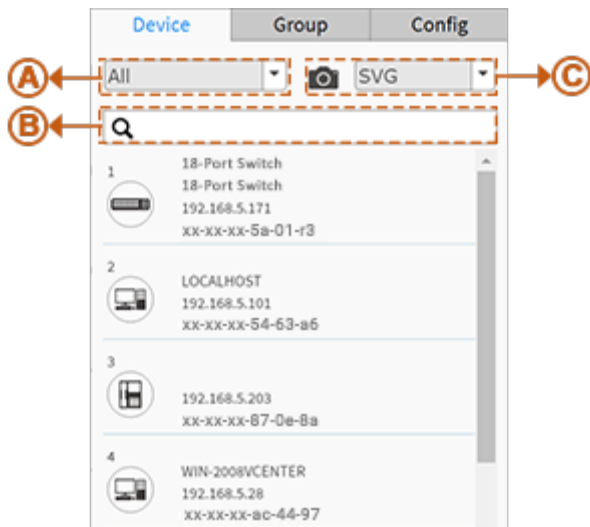 Device Group Config
A All SVG C
B
1
18-Port Switch
18-Port Switch
192.168.5.171
xx-xx-xx-5a-01-r3
2
LOCALHOST
192.168.5.101
xx-xx-xx-54-63-a6
3
192.168.5.203
xx-xx-xx-87-0e-8a
4
WIN-2008VCENTER
192.168.5.28
xx-xx-xx-ac-44-97